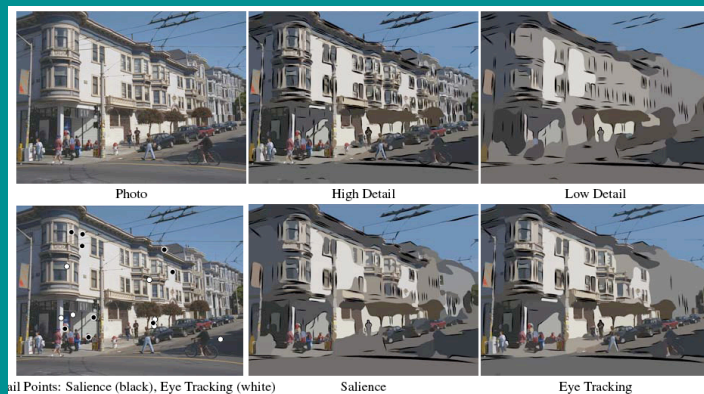 Photo
High Detail
Low Detail
ail Points: Salience (black), Eye Tracking (white)
Salience
Eye Tracking